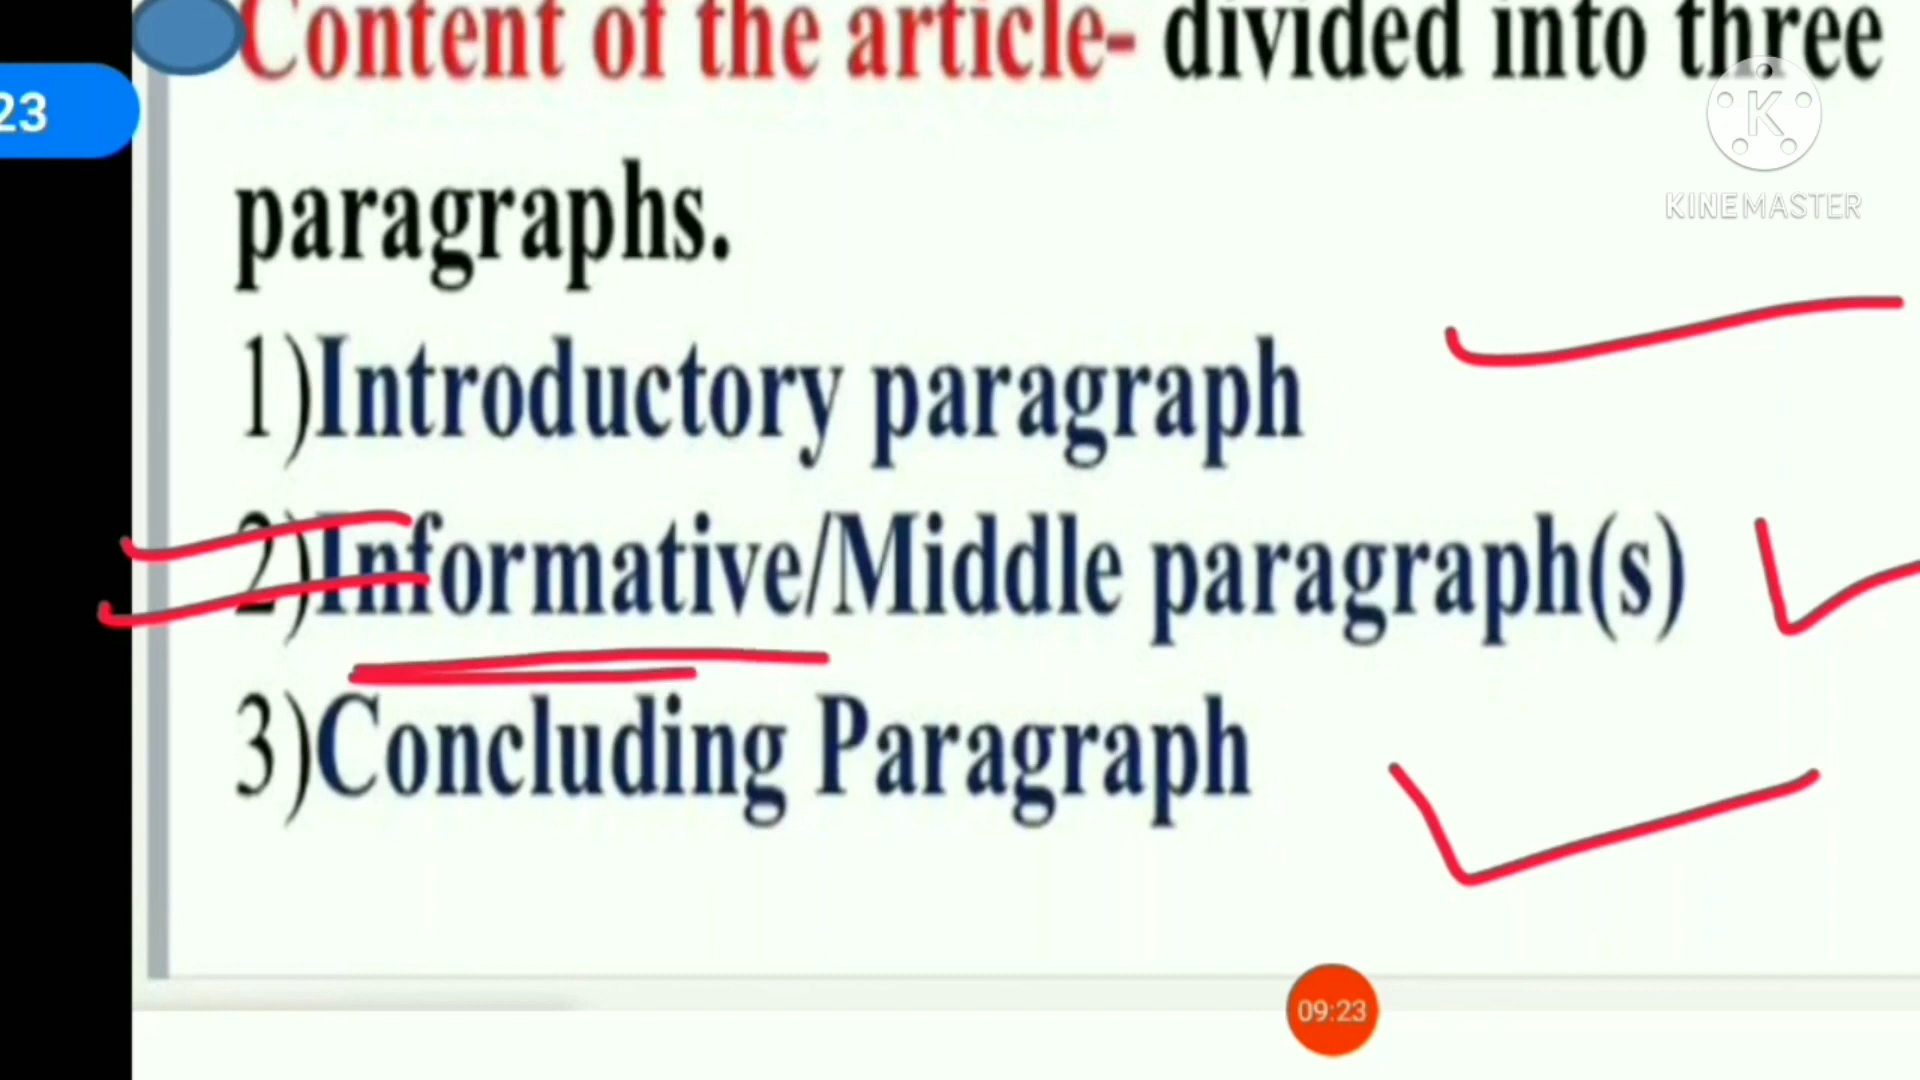 Content of the article- divided into three
23
K
paragraphs.
KINEMASTER
1)Introductory paragraph
2)Informative/Middle paragraph(s)
3)Concluding Paragraph
09:23